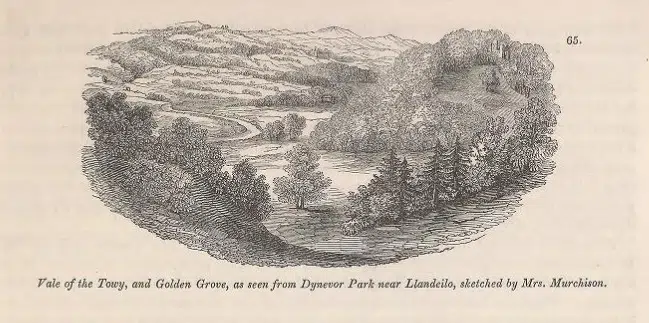 65.
Vale of the Towy, and Golden Grove, as seen from Dynevor Park near Llandeilo, sketched by Mrs. Murchison.